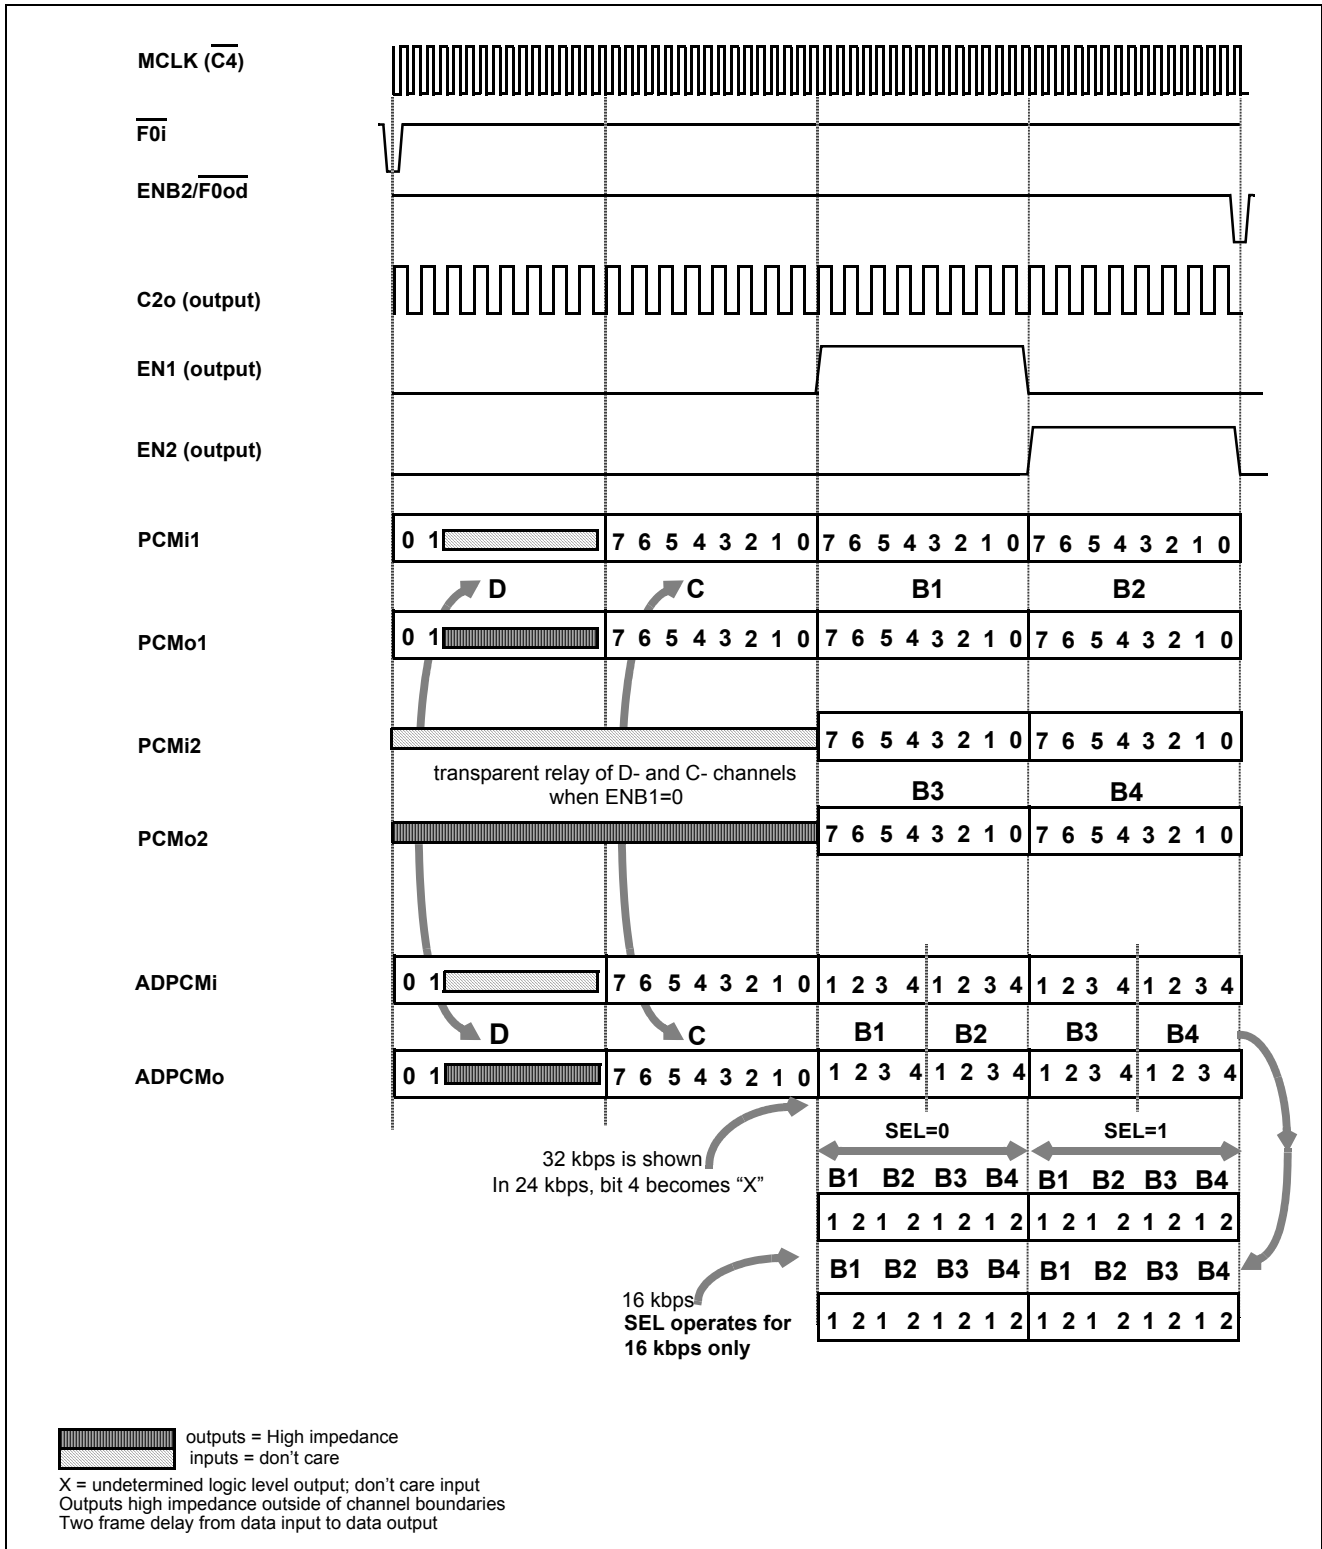 MCLK (C4)
F0i
ENB2/F0od
C2o (output)
EN1 (output)
EN2 (output)
PCMi1
0 1 7 6 5 4 3 2 1 0 7 6 5 4 3 2 1 0 7 6 5 4 3 2 1 0
D C B1 B2
PCMo1
0 1 7 6 5 4 3 2 1 0 7 6 5 4 3 2 1 0 7 6 5 4 3 2 1 0
PCMi2
7 6 5 4 3 2 1 0 7 6 5 4 3 2 1 0
transparent relay of D- and C- channels
when ENB1=0
B3 B4
PCMo2
7 6 5 4 3 2 1 0 7 6 5 4 3 2 1 0
ADPCMi
0 1 7 6 5 4 3 2 1 0 1 2 3 4 1 2 3 4 1 2 3 4 1 2 3 4
D C B1 B2 B3 B4
ADPCMo
0 1 7 6 5 4 3 2 1 0 1 2 3 4 1 2 3 4 1 2 3 4 1 2 3 4
SEL=0 SEL=1
32 kbps is shown
In 24 kbps, bit 4 becomes “X”
B1 B2 B3 B4 B1 B2 B3 B4
1 2 1 2 1 2 1 2 1 2 1 2 1 2 1 2
B1 B2 B3 B4 B1 B2 B3 B4
16 kbps
SEL operates for
16 kbps only
1 2 1 2 1 2 1 2 1 2 1 2 1 2 1 2
outputs = High impedance
inputs = don’t care
X = undetermined logic level output; don’t care input
Outputs high impedance outside of channel boundaries
Two frame delay from data input to data output